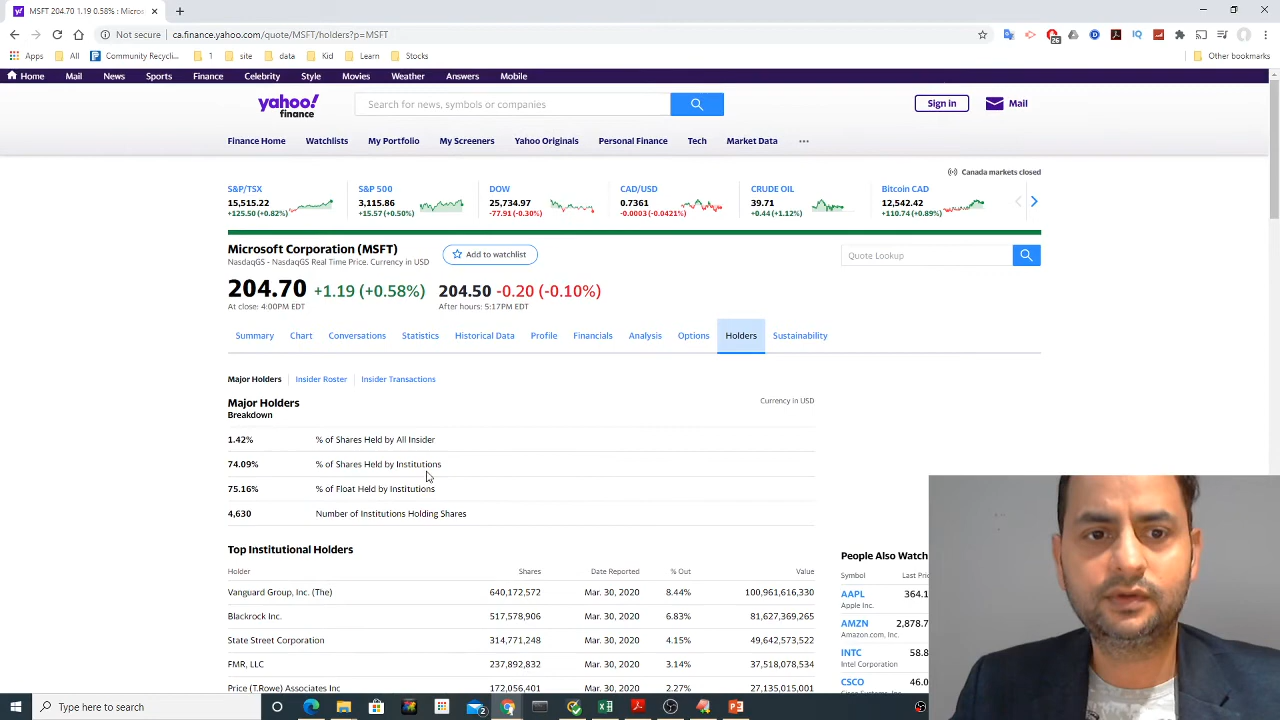 MSFT 204.70 1.19 0.58% : Micros
Not secure
ca.finance.yahoo.com/quote/MSFT/holders?p=MSFT
26
IQ
Apps
All
Community Recycli...
1
site
data
Kid
Learn
Stocks
Other bookmarks
Home
Mail
News
Sports
Finance
Celebrity
Style
Movies
Weather
Answers
Mobile
yahoo!
finance
Search for news, symbols or companies
Sign in
Mail
Finance Home
Watchlists
My Portfolio
My Screeners
Yahoo Originals
Personal Finance
Tech
Market Data
...
Canada markets closed
S&P/TSX
15,515.22
+125.50 (+0.82%)
S&P 500
3,115.86
+15.57 (+0.50%)
DOW
25,734.97
-77.91 (-0.30%)
CAD/USD
0.7361
-0.0003 (-0.0421%)
CRUDE OIL
39.71
+0.44 (+1.12%)
Bitcoin CAD
12,542.42
+110.74 (+0.89%)
Microsoft Corporation (MSFT)
NasdaqGS - NasdaqGS Real Time Price. Currency in USD
Add to watchlist
Quote Lookup
204.70 +1.19 (+0.58%)
At close: 4:00PM EDT
204.50 -0.20 (-0.10%)
After hours: 5:17PM EDT
Summary
Chart
Conversations
Statistics
Historical Data
Profile
Financials
Analysis
Options
Holders
Sustainability
Major Holders
Insider Roster
Insider Transactions
Major Holders
Currency in USD
Breakdown
1.42% % of Shares Held by All Insider
74.09% % of Shares Held by Institutions
75.16% % of Float Held by Institutions
4,630 Number of Institutions Holding Shares
Top Institutional Holders
Holder Shares Date Reported % Out Value
Vanguard Group, Inc. (The) 640,172,572 Mar. 30, 2020 8.44% 100,961,616,330
Blackrock Inc. 517,578,906 Mar. 30, 2020 6.83% 81,627,369,265
State Street Corporation 314,771,248 Mar. 30, 2020 4.15% 49,642,573,522
FMR, LLC 237,892,832 Mar. 30, 2020 3.14% 37,518,078,534
Price (T.Rowe) Associates Inc 172,056,401 Mar. 30, 2020 2.27% 27,135,015,001
People Also Watch
Symbol Last Pri
AAPL 364.1
Apple Inc.
AMZN 2,878.7
Amazon.com, Inc.
INTC 58.8
Intel Corporation
CSCO 46.0
Type here to search
2